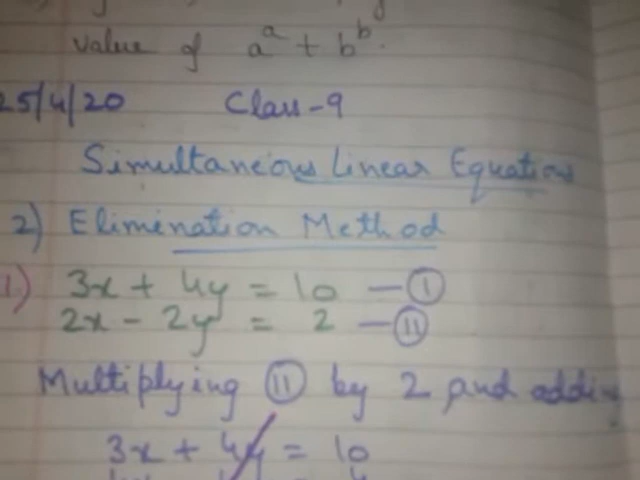 value of a^a + b^b.
25/4/20 Class-9
Simultaneous Linear Equations
2) Elimination Method
1.) 3x + 4y = 10 — (I)
2x - 2y = 2 — (II)
Multiplying (II) by 2 and adding
3x + 4y = 10